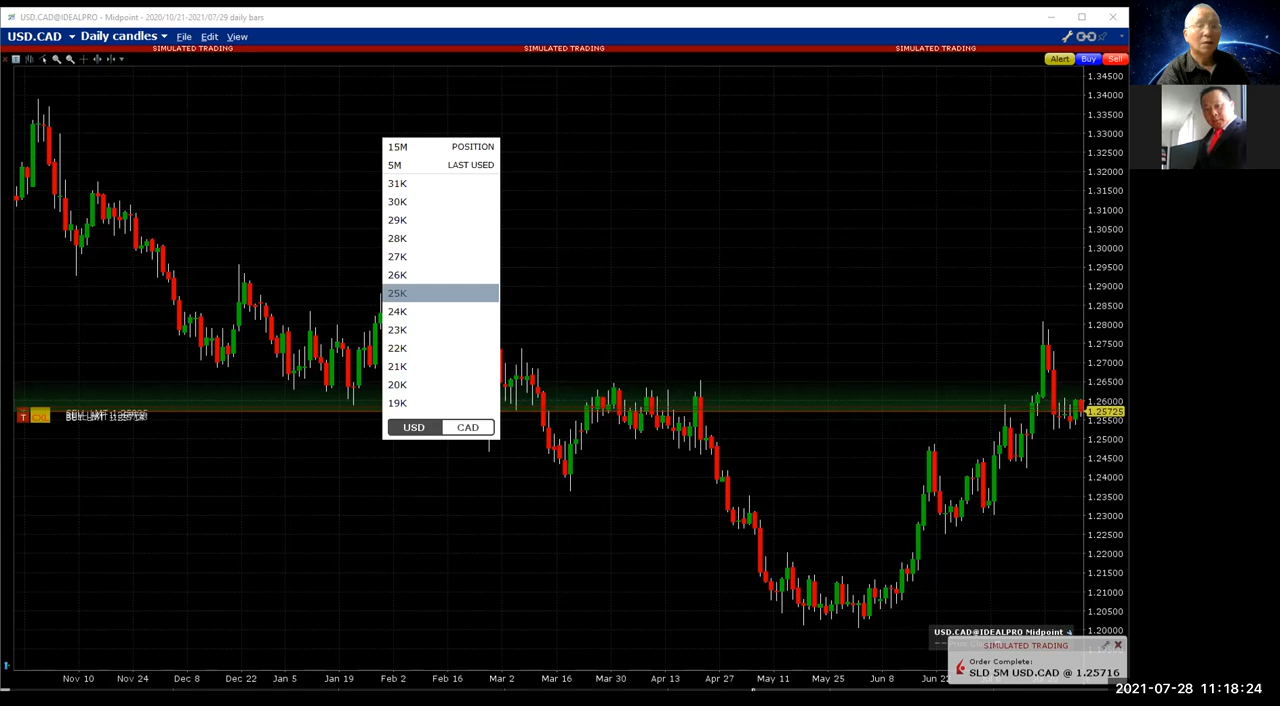 USD.CAD@IDEALPRO - Midpoint - 2020/10/21-2021/07/29 daily bars
USD.CAD Daily candles File Edit View
SIMULATED TRADING SIMULATED TRADING SIMULATED TRADING
Alert Buy Sell
1.34500
1.34000
1.33500
1.33000
1.32500
1.32000
1.31500
1.31000
1.30500
1.30000
1.29500
1.29000
1.28500
1.28000
1.27500
1.27000
1.26500
1.26000
1.25725
1.25000
1.24500
1.24000
1.23500
1.23000
1.22500
1.22000
1.21500
1.21000
1.20500
1.20000
15M POSITION
5M LAST USED
31K
30K
29K
28K
27K
26K
25K
24K
23K
22K
21K
20K
19K
USD CAD
T CXL
USD.CAD@IDEALPRO Midpoint
SIMULATED TRADING
Order Complete:
SLD 5M USD.CAD @ 1.25716
Nov 10 Nov 24 Dec 8 Dec 22 Jan 5 Jan 19 Feb 2 Feb 16 Mar 2 Mar 16 Mar 30 Apr 13 Apr 27 May 11 May 25 Jun 8 Jun 22
2021-07-28 11:18:24